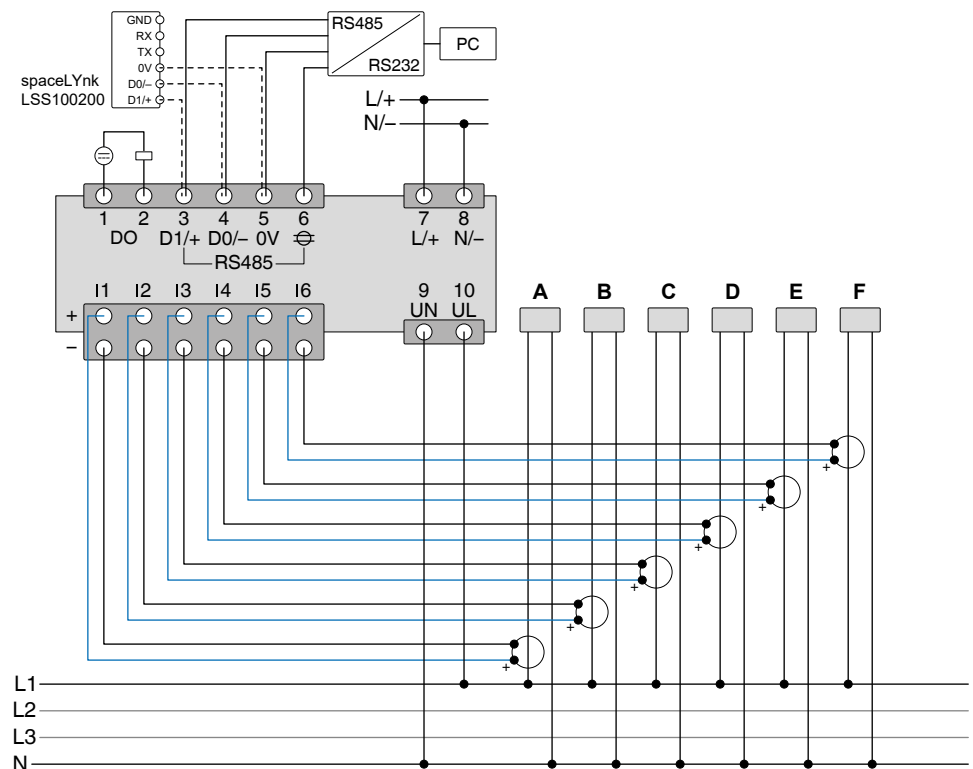 GND
RX
TX
0V
D0/–
D1/+
spaceLYnk
LSS100200
RS485
RS232
PC
L/+
N/–
1 2 3 4 5 6
DO D1/+ D0/– 0V
RS485
7 8
L/+ N/–
I1 I2 I3 I4 I5 I6
+
–
9 10
UN UL
A B C D E F
+
+
+
+
+
+
L1
L2
L3
N